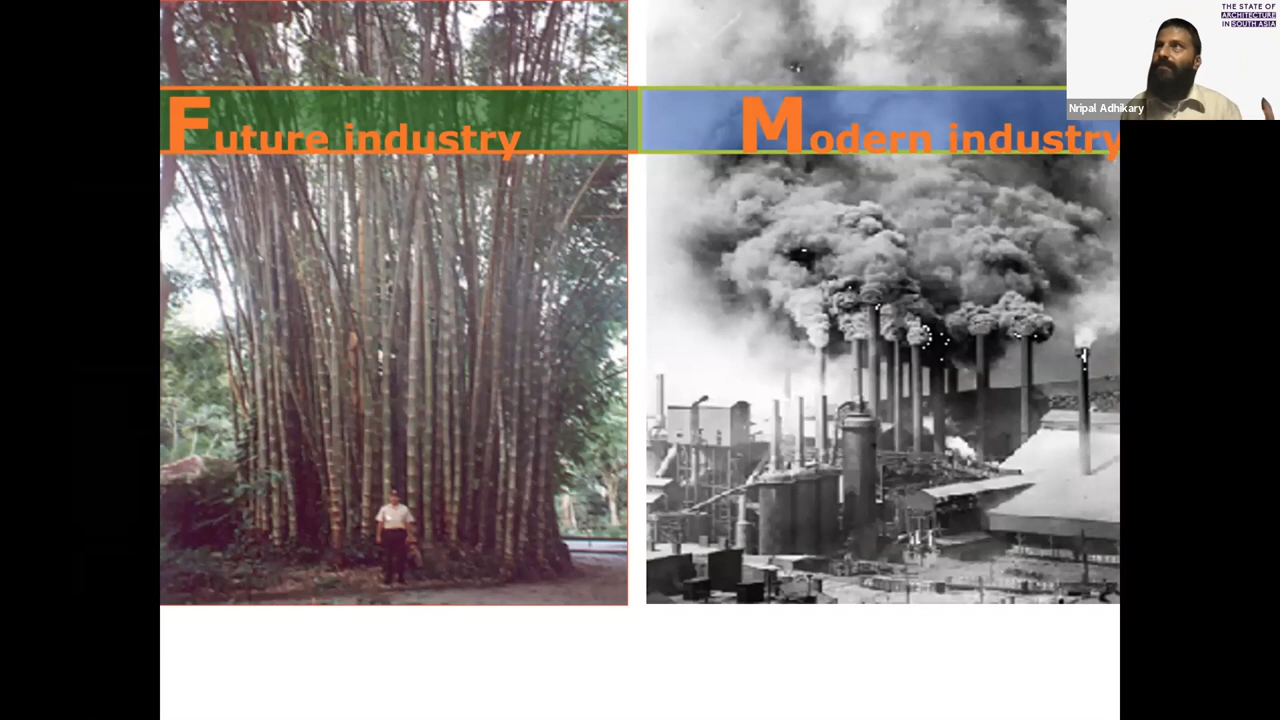 Future industry
Modern industry
THE STATE OF
ARCHITECTURE
IN SOUTH ASIA
Nripal Adhikary